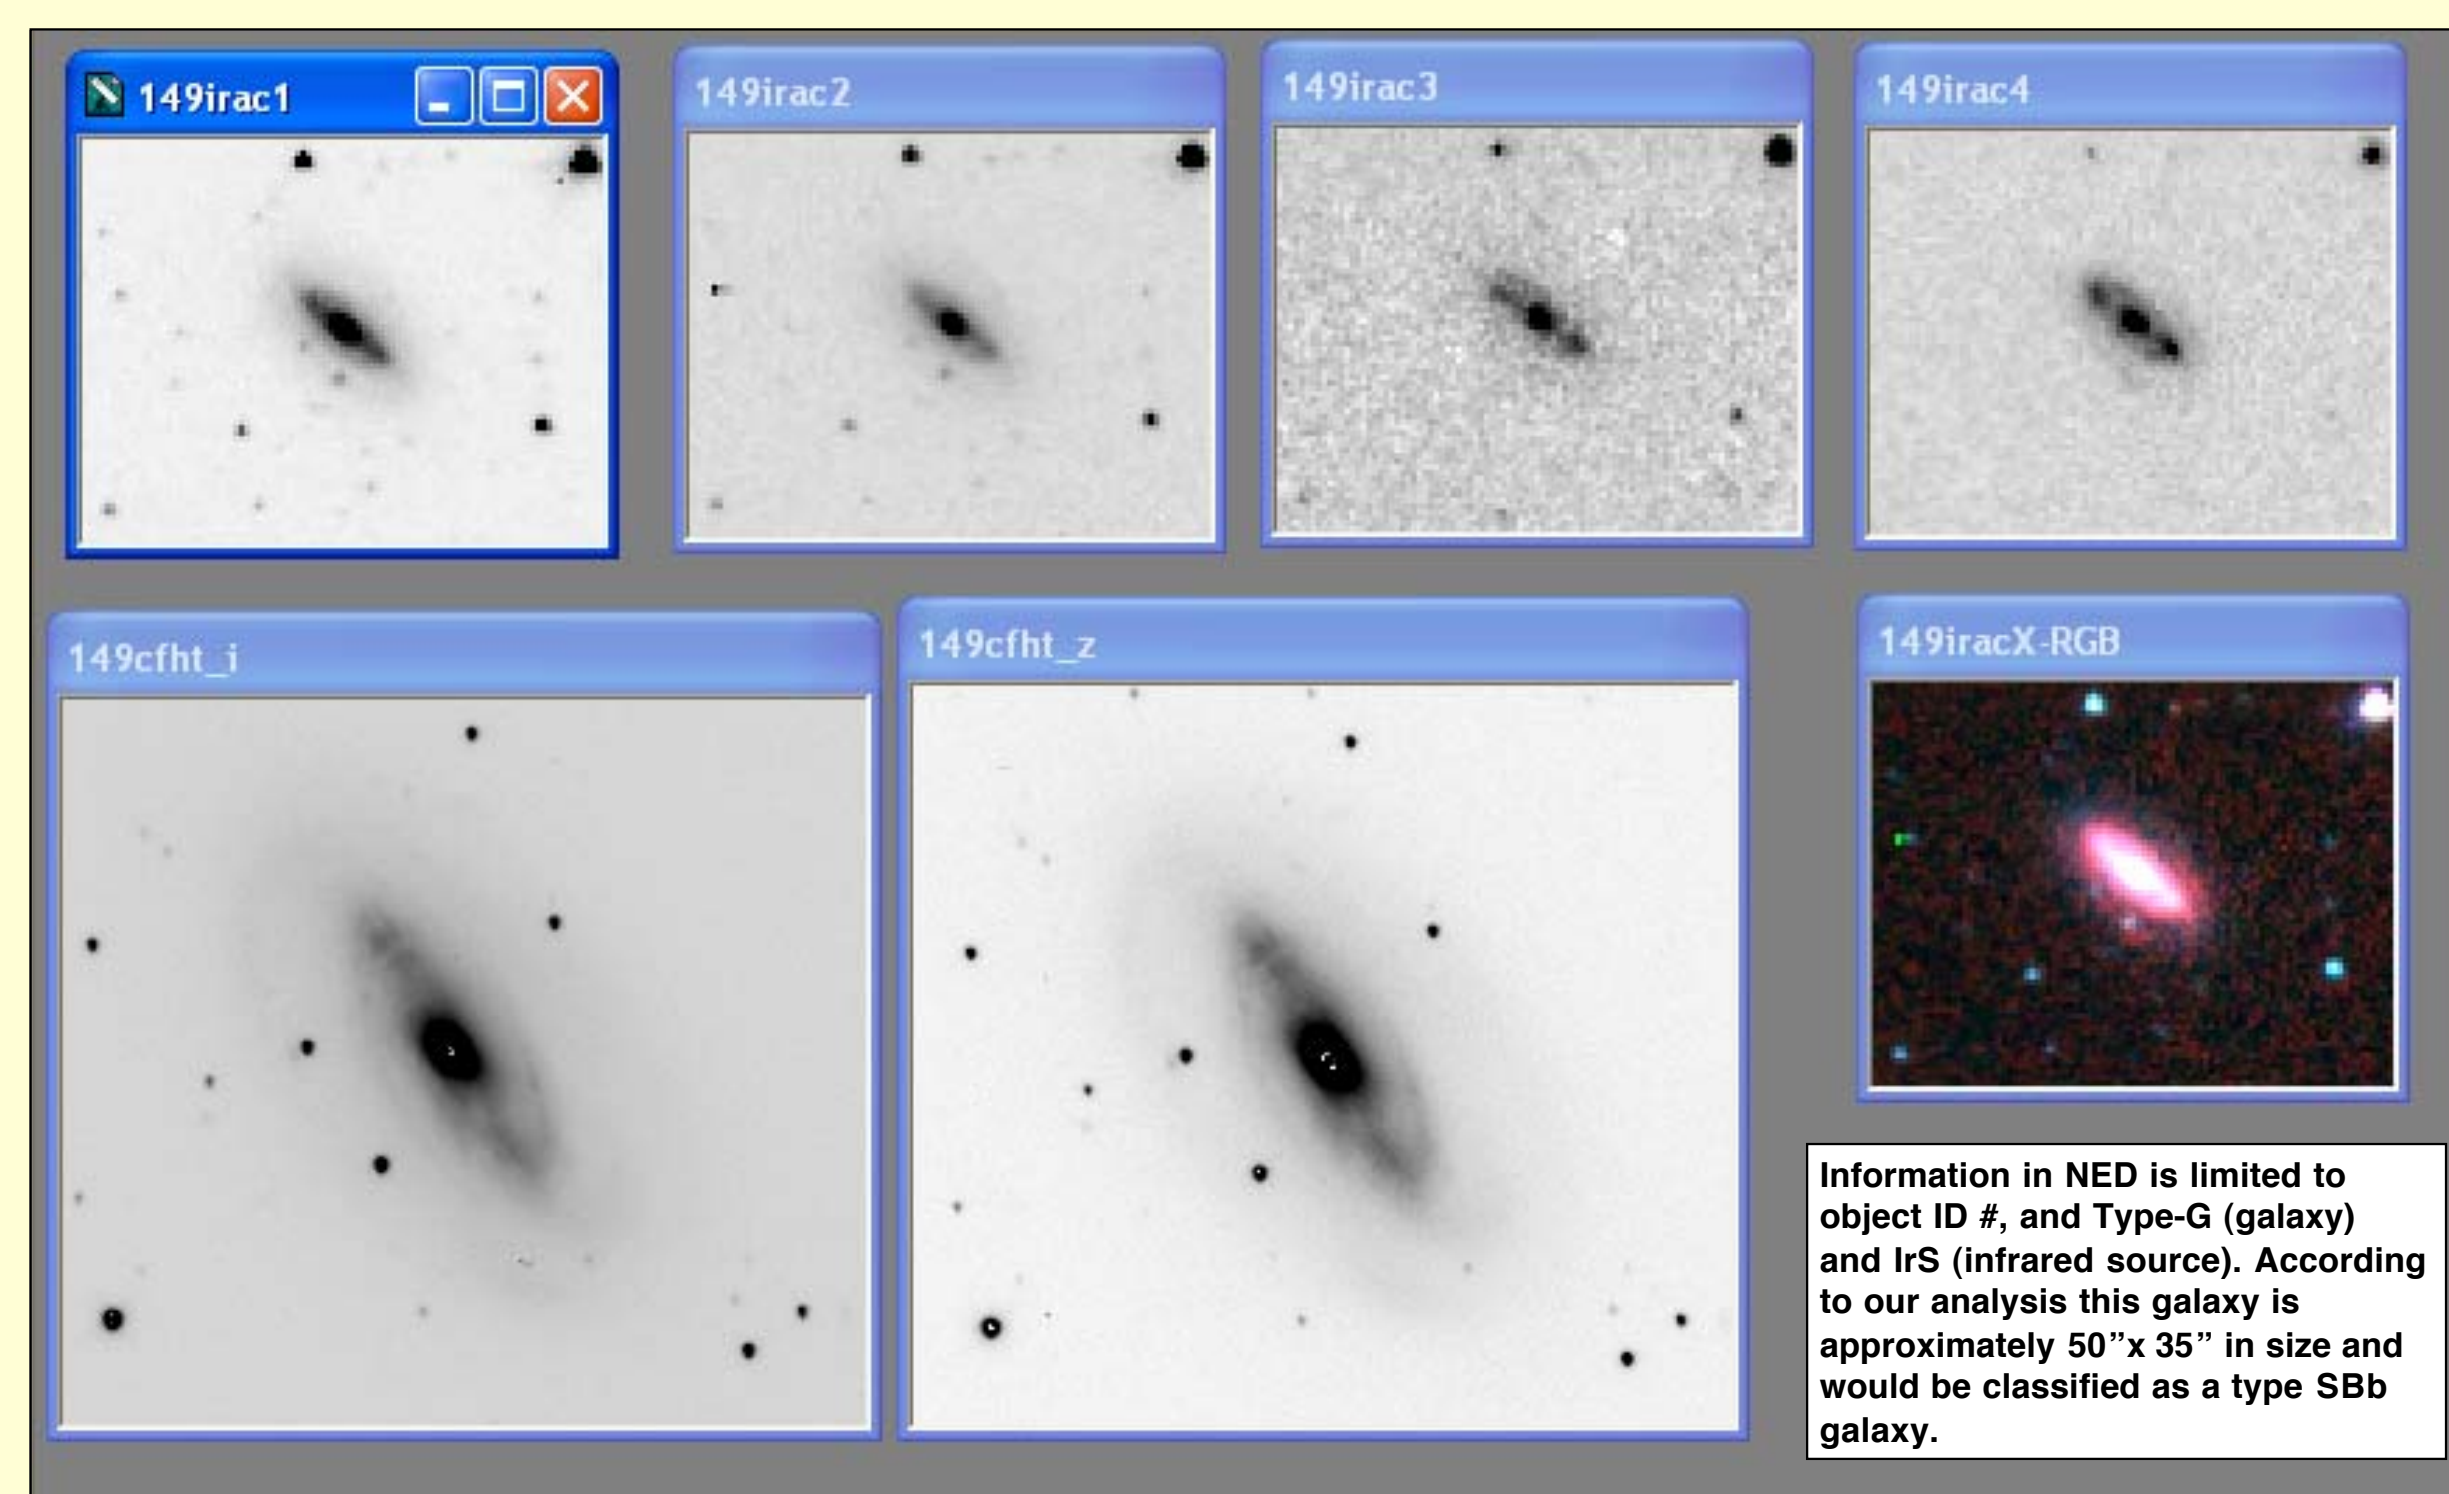 149irac1
149irac2
149irac3
149irac4
149cfht_i
149cfht_z
149iracX-RGB
Information in NED is limited to
object ID #, and Type-G (galaxy)
and IrS (infrared source). According
to our analysis this galaxy is
approximately 50”x 35” in size and
would be classified as a type SBb
galaxy.